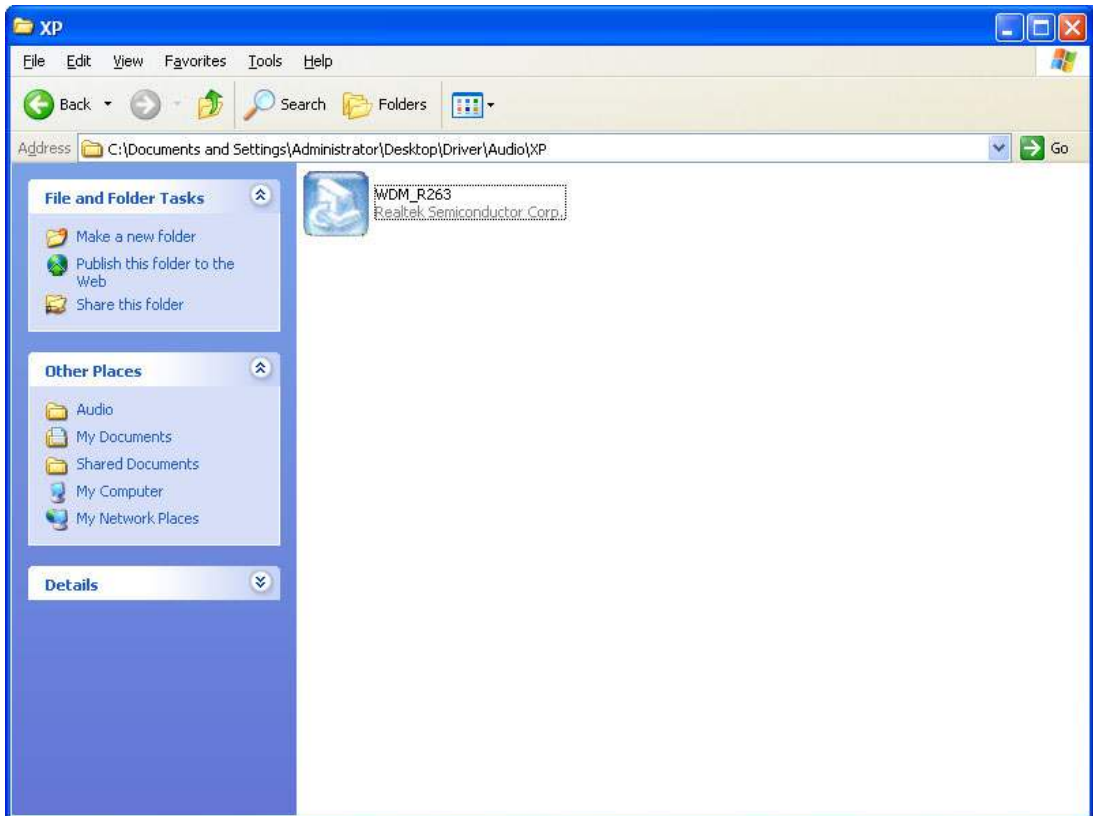 XP
File Edit View Favorites Tools Help
Back Search Folders
Address C:\Documents and Settings\Administrator\Desktop\Driver\Audio\XP Go
File and Folder Tasks
Make a new folder
Publish this folder to the
Web
Share this folder
Other Places
Audio
My Documents
Shared Documents
My Computer
My Network Places
Details
WDM_R263
Realtek Semiconductor Corp.